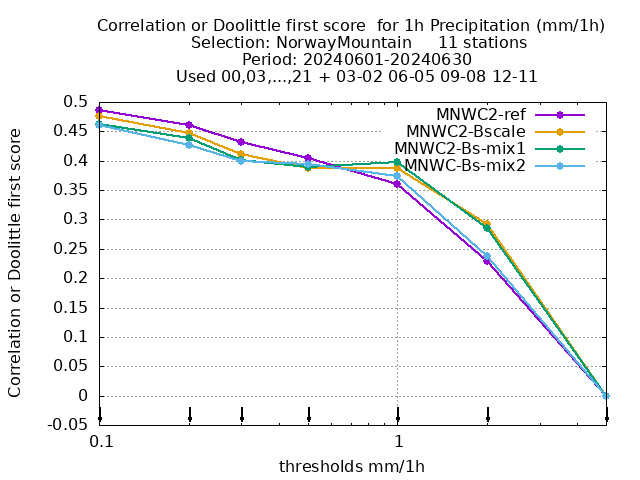 Correlation or Doolittle first score  for 1h Precipitation (mm/1h)
Selection: NorwayMountain     11 stations
Period: 20240601-20240630
Used 00,03,...,21 + 03-02 06-05 09-08 12-11
Correlation or Doolittle first score
0.5
0.45
0.4
0.35
0.3
0.25
0.2
0.15
0.1
0.05
0
-0.05
MNWC2-ref
MNWC2-Bscale
MNWC2-Bs-mix1
MNWC-Bs-mix2
0.1
1
thresholds mm/1h